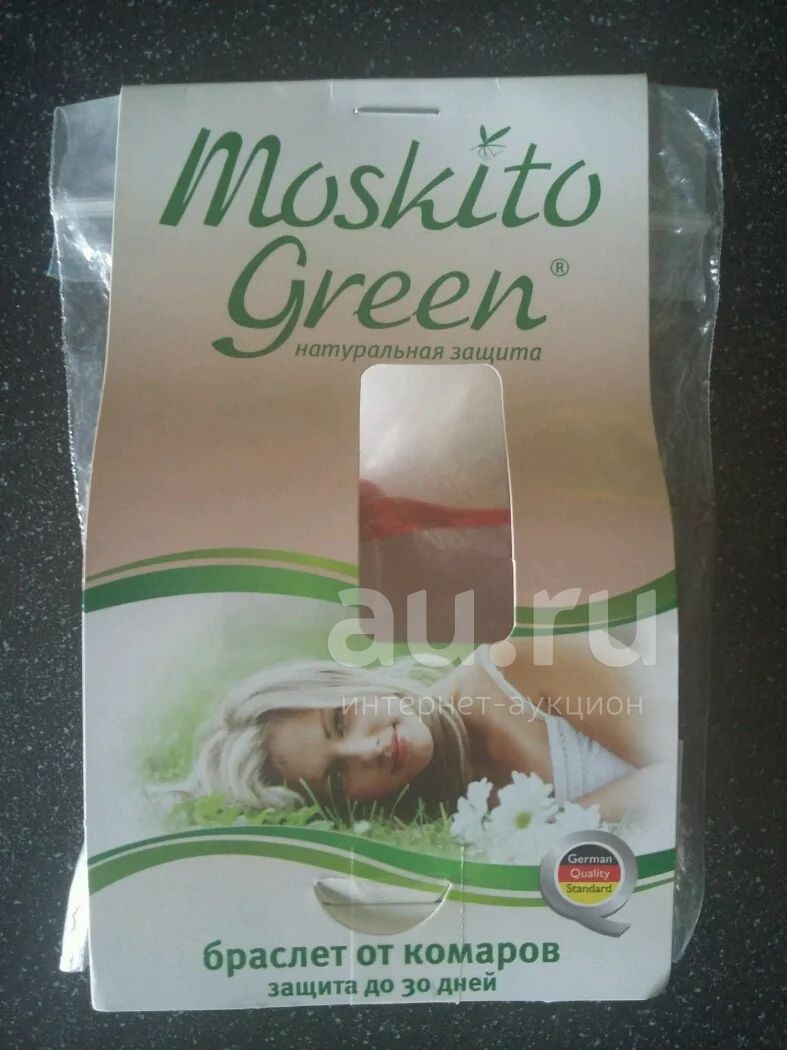 Moskito
Green®
натуральная защита
au.ru
интернет-аукцион
German
Quality
Standard
браслет от комаров
защита до 30 дней